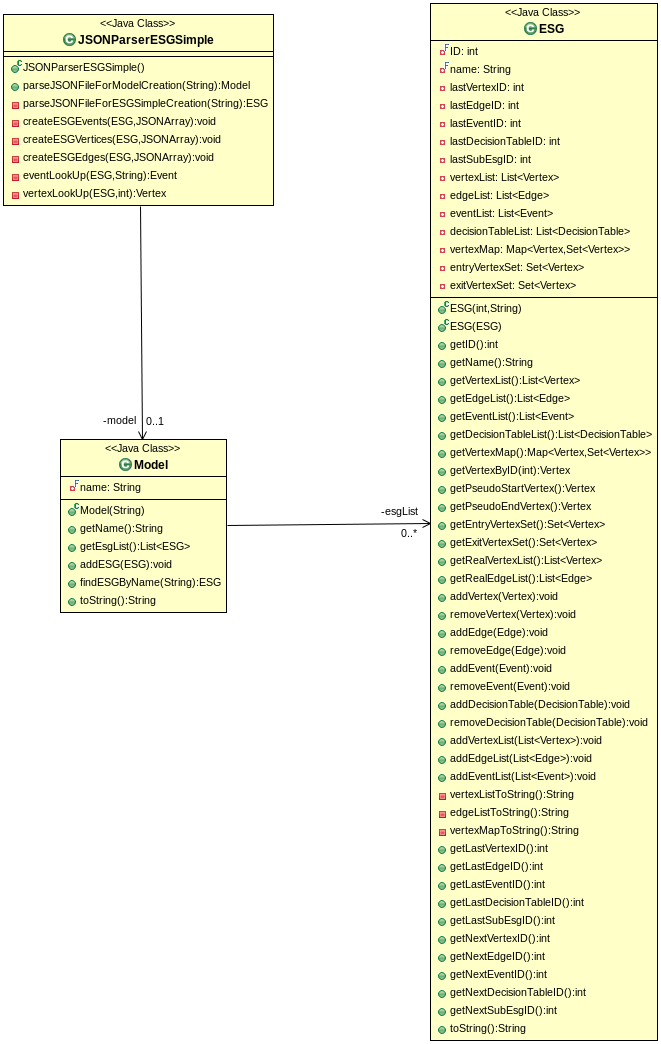 <<Java Class>>
JSONParserESGSimple
JSONParserESGSimple()
parseJSONFileForModelCreation(String):Model
parseJSONFileForESGSimpleCreation(String):ESG
createESGEvents(ESG,JSONArray):void
createESGVertices(ESG,JSONArray):void
createESGEdges(ESG,JSONArray):void
eventLookUp(ESG,String):Event
vertexLookUp(ESG,int):Vertex
-model 0..1
<<Java Class>>
Model
name: String
Model(String)
getName():String
getEsgList():List<ESG>
addESG(ESG):void
findESGByName(String):ESG
toString():String
-esgList
0..*
<<Java Class>>
ESG
ID: int
name: String
lastVertexID: int
lastEdgeID: int
lastEventID: int
lastDecisionTableID: int
lastSubEsgID: int
vertexList: List<Vertex>
edgeList: List<Edge>
eventList: List<Event>
decisionTableList: List<DecisionTable>
vertexMap: Map<Vertex,Set<Vertex>>
entryVertexSet: Set<Vertex>
exitVertexSet: Set<Vertex>
ESG(int,String)
ESG(ESG)
getID():int
getName():String
getVertexList():List<Vertex>
getEdgeList():List<Edge>
getEventList():List<Event>
getDecisionTableList():List<DecisionTable>
getVertexMap():Map<Vertex,Set<Vertex>>
getVertexByID(int):Vertex
getPseudoStartVertex():Vertex
getPseudoEndVertex():Vertex
getEntryVertexSet():Set<Vertex>
getExitVertexSet():Set<Vertex>
getRealVertexList():List<Vertex>
getRealEdgeList():List<Edge>
addVertex(Vertex):void
removeVertex(Vertex):void
addEdge(Edge):void
removeEdge(Edge):void
addEvent(Event):void
removeEvent(Event):void
addDecisionTable(DecisionTable):void
removeDecisionTable(DecisionTable):void
addVertexList(List<Vertex>):void
addEdgeList(List<Edge>):void
addEventList(List<Event>):void
vertexListToString():String
edgeListToString():String
vertexMapToString():String
getLastVertexID():int
getLastEdgeID():int
getLastEventID():int
getLastDecisionTableID():int
getLastSubEsgID():int
getNextVertexID():int
getNextEdgeID():int
getNextEventID():int
getNextDecisionTableID():int
getNextSubEsgID():int
toString():String